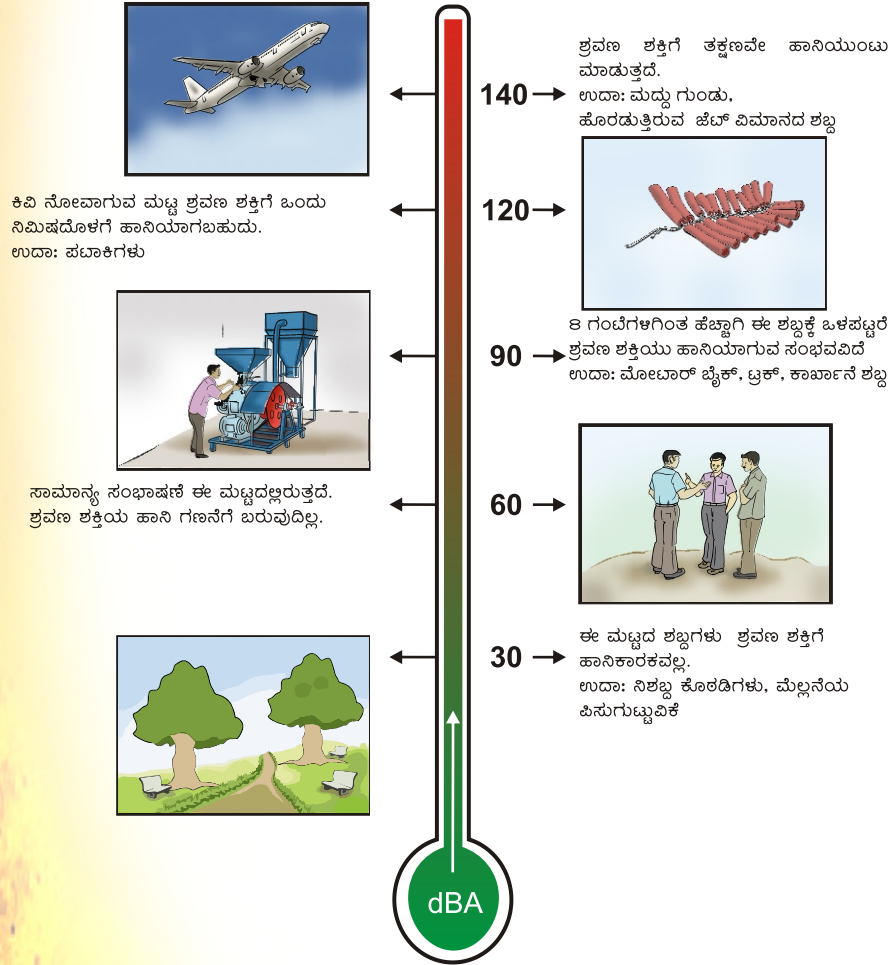 ಶ್ರವಣ ಶಕ್ತಿಗೆ ತಕ್ಷಣವೇ ಹಾನಿಯುಂಟು
ಮಾಡುತ್ತದೆ.
140
ಉದಾ: ಮದ್ದು ಗುಂಡು,
ಹೊರಡುತ್ತಿರುವ ಜೆಟ್ ವಿಮಾನದ ಶಬ್ದ
ಕಿವಿ ನೋವಾಗುವ ಮಟ್ಟ ಶ್ರವಣ ಶಕ್ತಿಗೆ ಒಂದು
ನಿಮಿಷದೊಳಗೆ ಹಾನಿಯಾಗಬಹುದು.
ಉದಾ: ಪಟಾಕಿಗಳು
120
೮ ಗಂಟೆಗಳಿಗಿಂತ ಹೆಚ್ಚಾಗಿ ಈ ಶಬ್ದಕ್ಕೆ ಒಳಪಟ್ಟರೆ
90
ಶ್ರವಣ ಶಕ್ತಿಯು ಹಾನಿಯಾಗುವ ಸಂಭವವಿದೆ
ಉದಾ: ಮೋಟಾರ್ ಬೈಕ್, ಟ್ರಕ್, ಕಾರ್ಖಾನೆ ಶಬ್ದ
ಸಾಮಾನ್ಯ ಸಂಭಾಷಣೆ ಈ ಮಟ್ಟದಲ್ಲಿರುತ್ತದೆ.
ಶ್ರವಣ ಶಕ್ತಿಯ ಹಾನಿ ಗಣನೆಗೆ ಬರುವುದಿಲ್ಲ.
60
ಈ ಮಟ್ಟದ ಶಬ್ದಗಳು ಶ್ರವಣ ಶಕ್ತಿಗೆ
30
ಹಾನಿಕಾರಕವಲ್ಲ.
ಉದಾ: ನಿಶಬ್ದ ಕೊಠಡಿಗಳು, ಮೆಲ್ಲನೆಯ
ಪಿಸುಗುಟ್ಟುವಿಕೆ
dBA